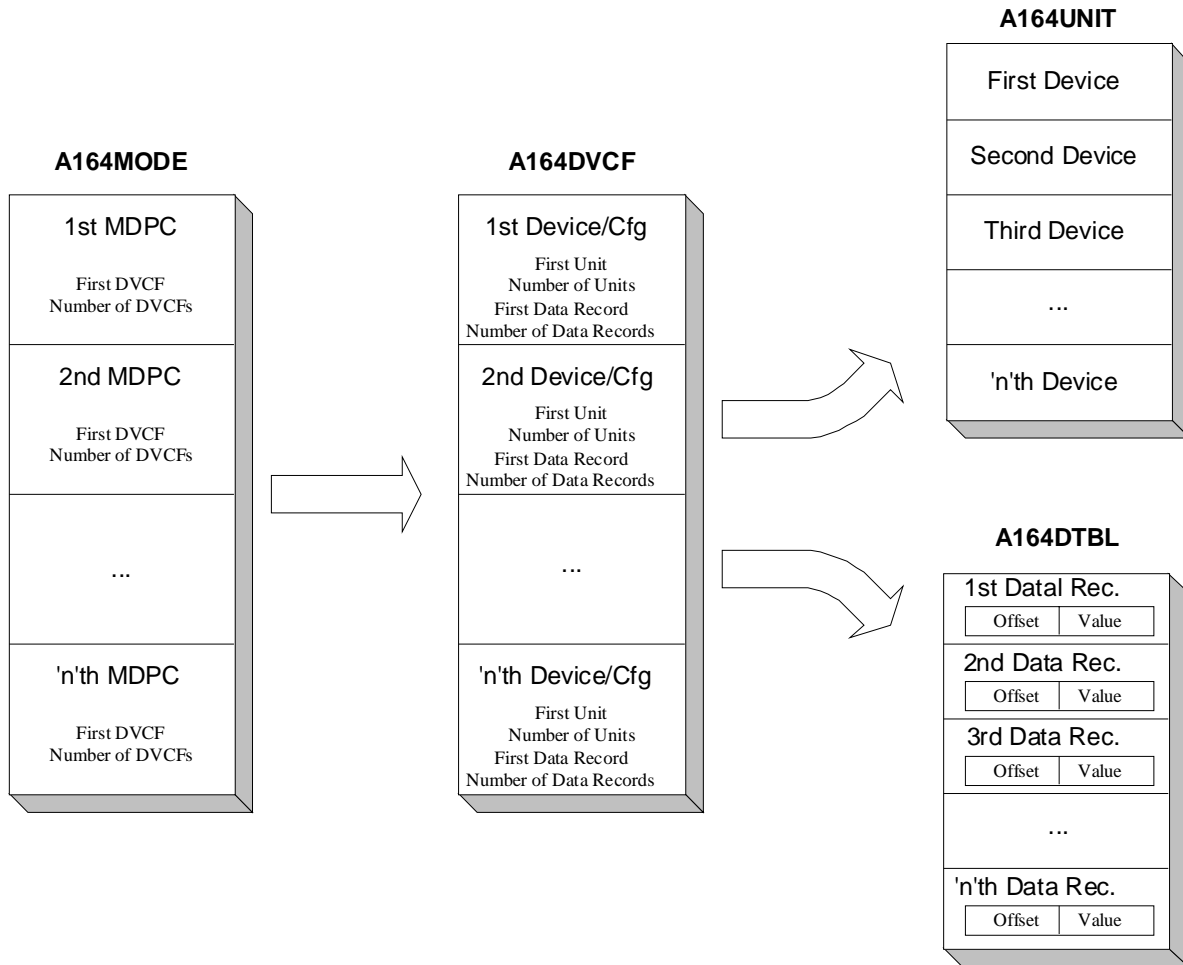 A164MODE
1st MDPC
First DVCF
Number of DVCFs
2nd MDPC
First DVCF
Number of DVCFs
...
'n'th MDPC
First DVCF
Number of DVCFs
A164DVCF
1st Device/Cfg
First Unit
Number of Units
First Data Record
Number of Data Records
2nd Device/Cfg
First Unit
Number of Units
First Data Record
Number of Data Records
...
'n'th Device/Cfg
First Unit
Number of Units
First Data Record
Number of Data Records
A164UNIT
First Device
Second Device
Third Device
...
'n'th Device
A164DTBL
1st Datal Rec.
Offset Value
2nd Data Rec.
Offset Value
3rd Data Rec.
Offset Value
...
'n'th Data Rec.
Offset Value